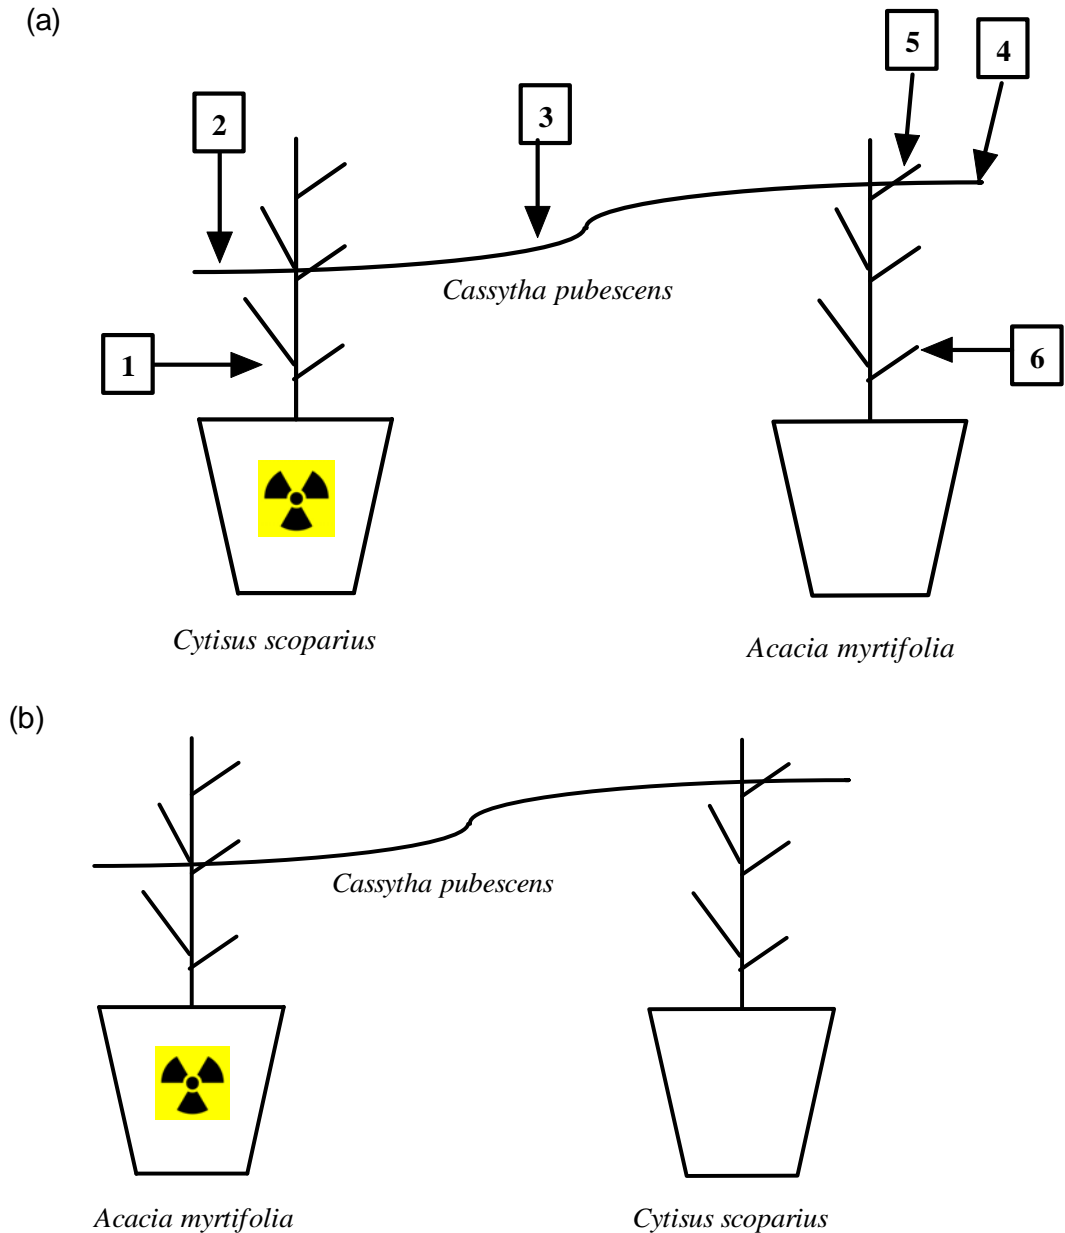 (a)
5
4
2
3
Cassytha pubescens
1
6
Cytisus scoparius
Acacia myrtifolia
(b)
Cassytha pubescens
Acacia myrtifolia
Cytisus scoparius